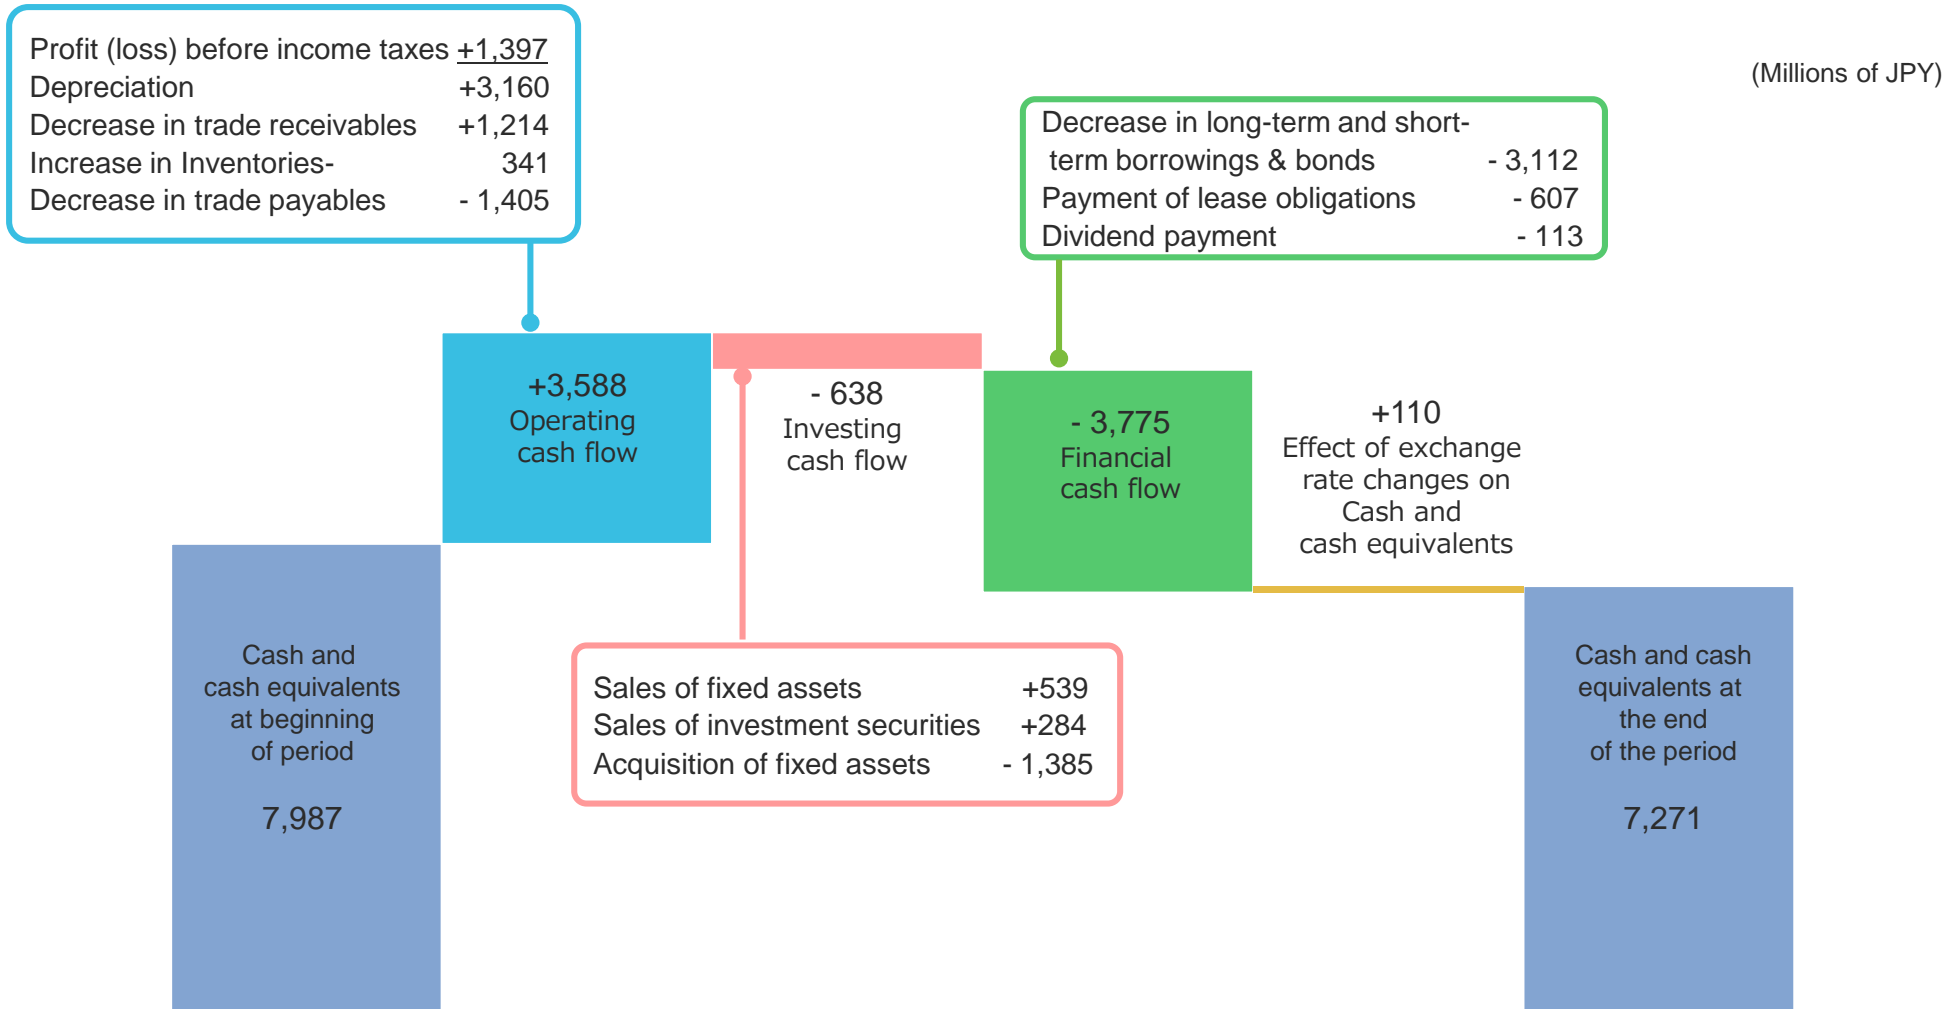 Profit (loss) before income taxes +1,397
Depreciation +3,160
Decrease in trade receivables +1,214
Increase in Inventories- 341
Decrease in trade payables - 1,405
(Millions of JPY)
Decrease in long-term and short-
term borrowings & bonds - 3,112
Payment of lease obligations - 607
Dividend payment - 113
+3,588
Operating
cash flow
- 638
Investing
cash flow
- 3,775
Financial
cash flow
+110
Effect of exchange
rate changes on
Cash and
cash equivalents
Cash and
cash equivalents
at beginning
of period
7,987
Sales of fixed assets +539
Sales of investment securities +284
Acquisition of fixed assets - 1,385
Cash and cash
equivalents at
the end
of the period
7,271